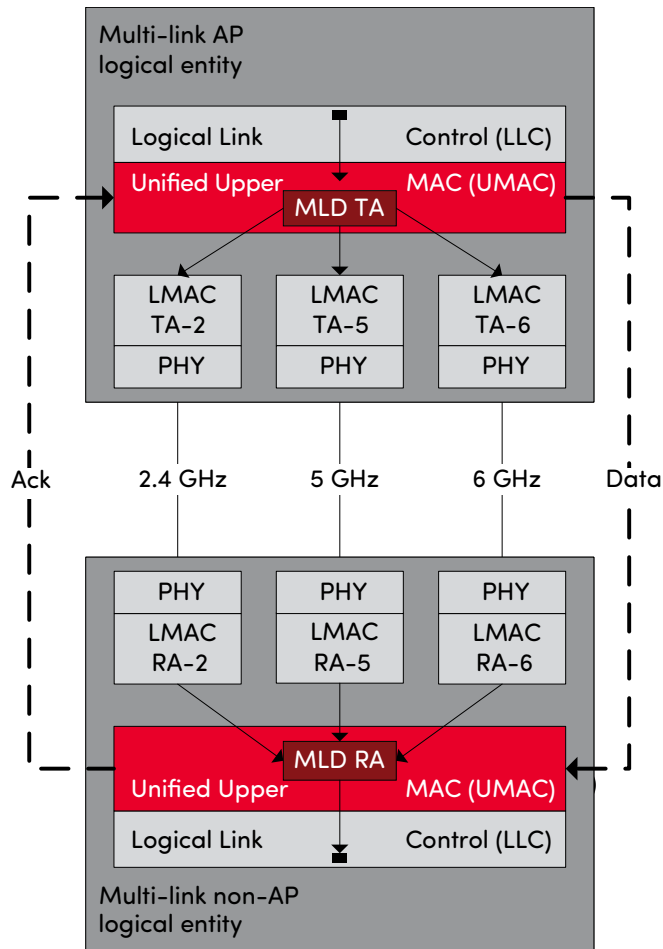 Multi-link AP
logical entity
Logical Link Control (LLC)
Unified Upper MAC (UMAC)
MLD TA
LMAC
TA-2
LMAC
TA-5
LMAC
TA-6
PHY PHY PHY
Ack 2.4 GHz 5 GHz 6 GHz Data
PHY PHY PHY
LMAC
RA-2
LMAC
RA-5
LMAC
RA-6
MLD RA
Unified Upper MAC (UMAC)
Logical Link Control (LLC)
Multi-link non-AP
logical entity